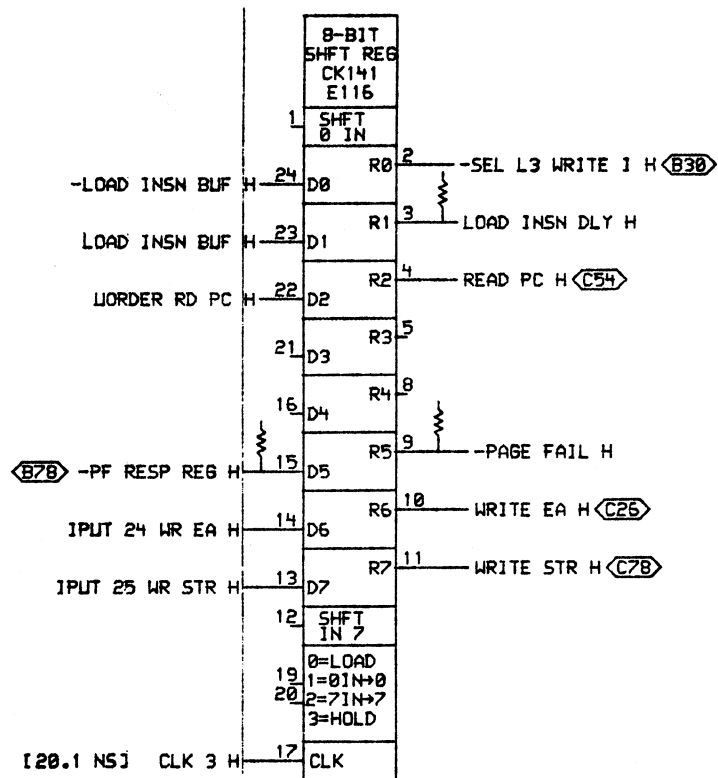 8-BIT
SHFT REG
CK141
E116
1 SHFT
0 IN
R0 2 -SEL L3 WRITE I H B30
-LOAD INSN BUF H 24 D0
R1 3 LOAD INSN DLY H
LOAD INSN BUF H 23 D1
R2 4 READ PC H C54
UORDER RD PC H 22 D2
R3 5
21 D3
R4 8
16 D4
R5 9 -PAGE FAIL H
B78 -PF RESP REG H 15 D5
R6 10 WRITE EA H C26
IPUT 24 WR EA H 14 D6
R7 11 WRITE STR H C78
IPUT 25 WR STR H 13 D7
12 SHFT
IN 7
0=LOAD
19 1=0IN→0
20 2=7IN→7
3=HOLD
[20.1 NS] CLK 3 H 17 CLK